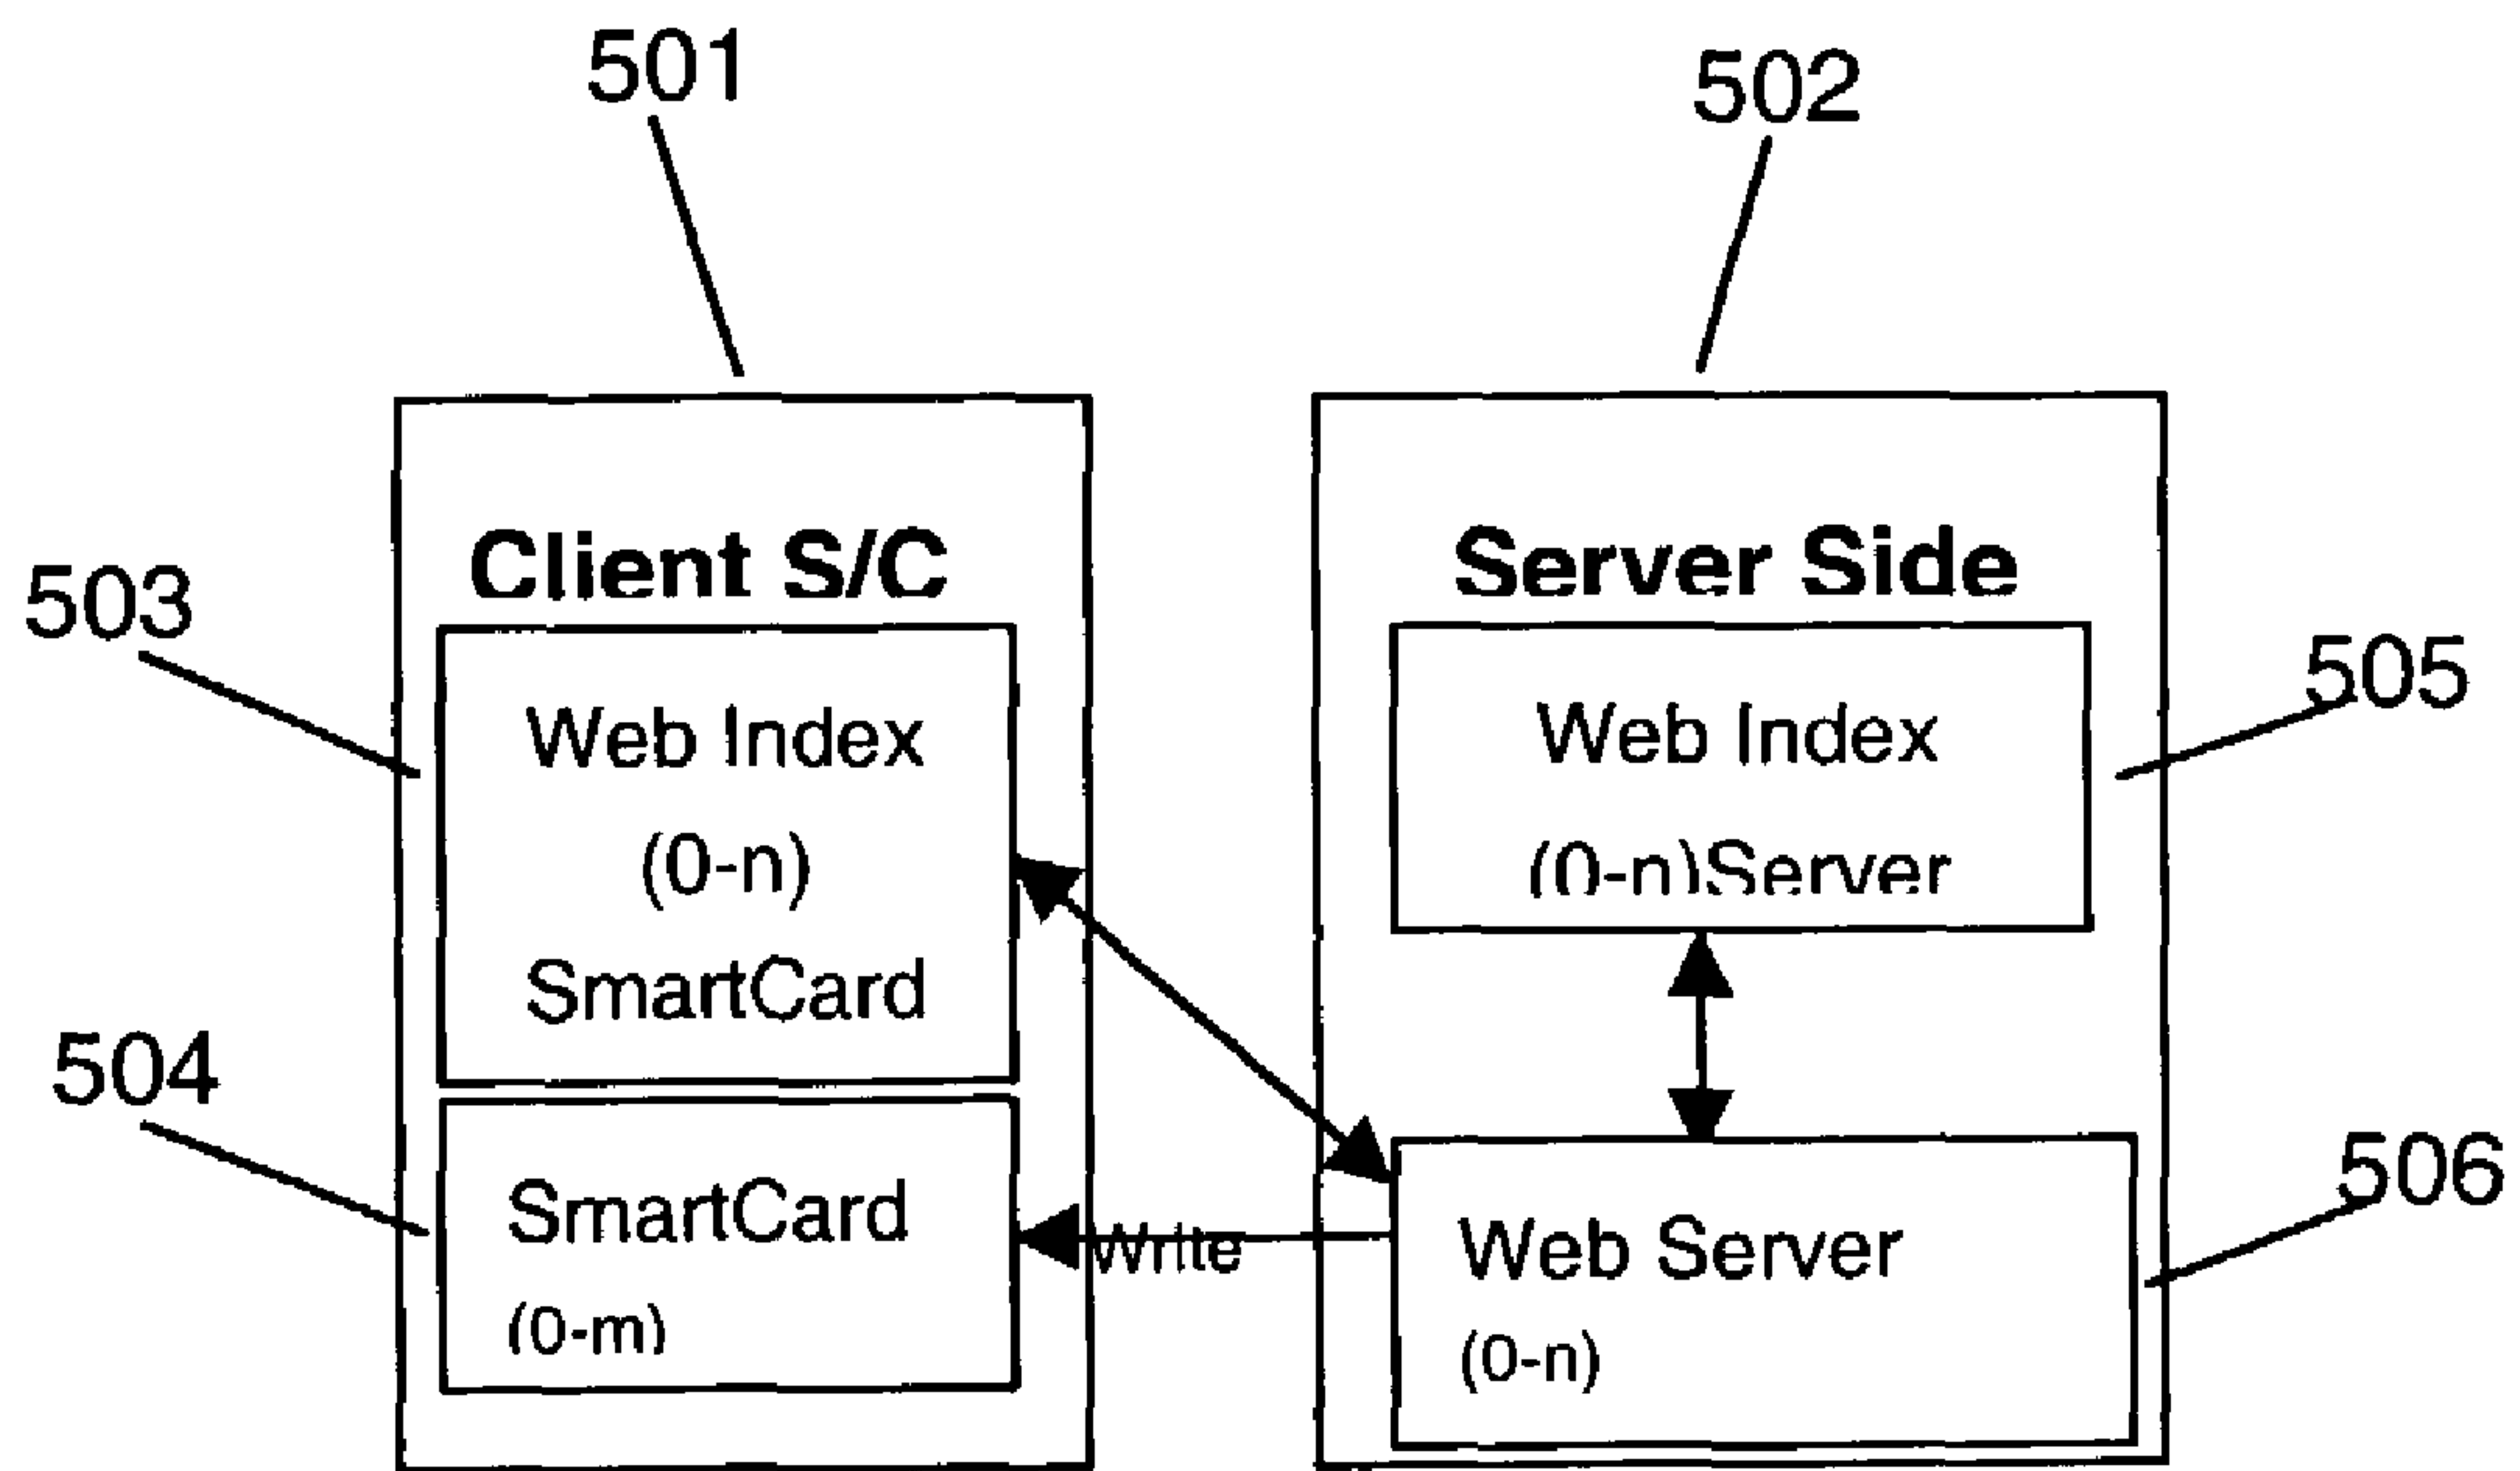 501
502
Client S/C
Server Side
503
505
Web Index
(0-n)
SmartCard
Web Index
(0-n)Server
504
506
SmartCard
(0-m)
Write
Web Server
(0-n)